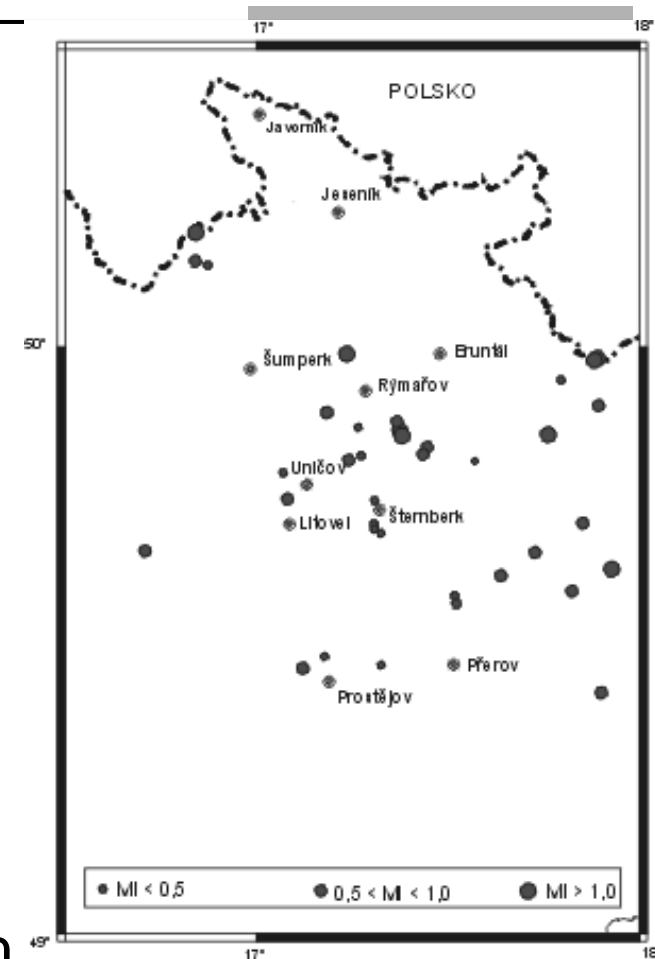 17°
18°
POLSKO
Javorník
Jeseník
50°
Šumperk
Bruntál
Rýmařov
Uničov
Šternberk
Litovel
Přerov
Prostějov
Ml < 0,5
0,5 < Ml < 1,0
Ml > 1,0
49°
17°
18